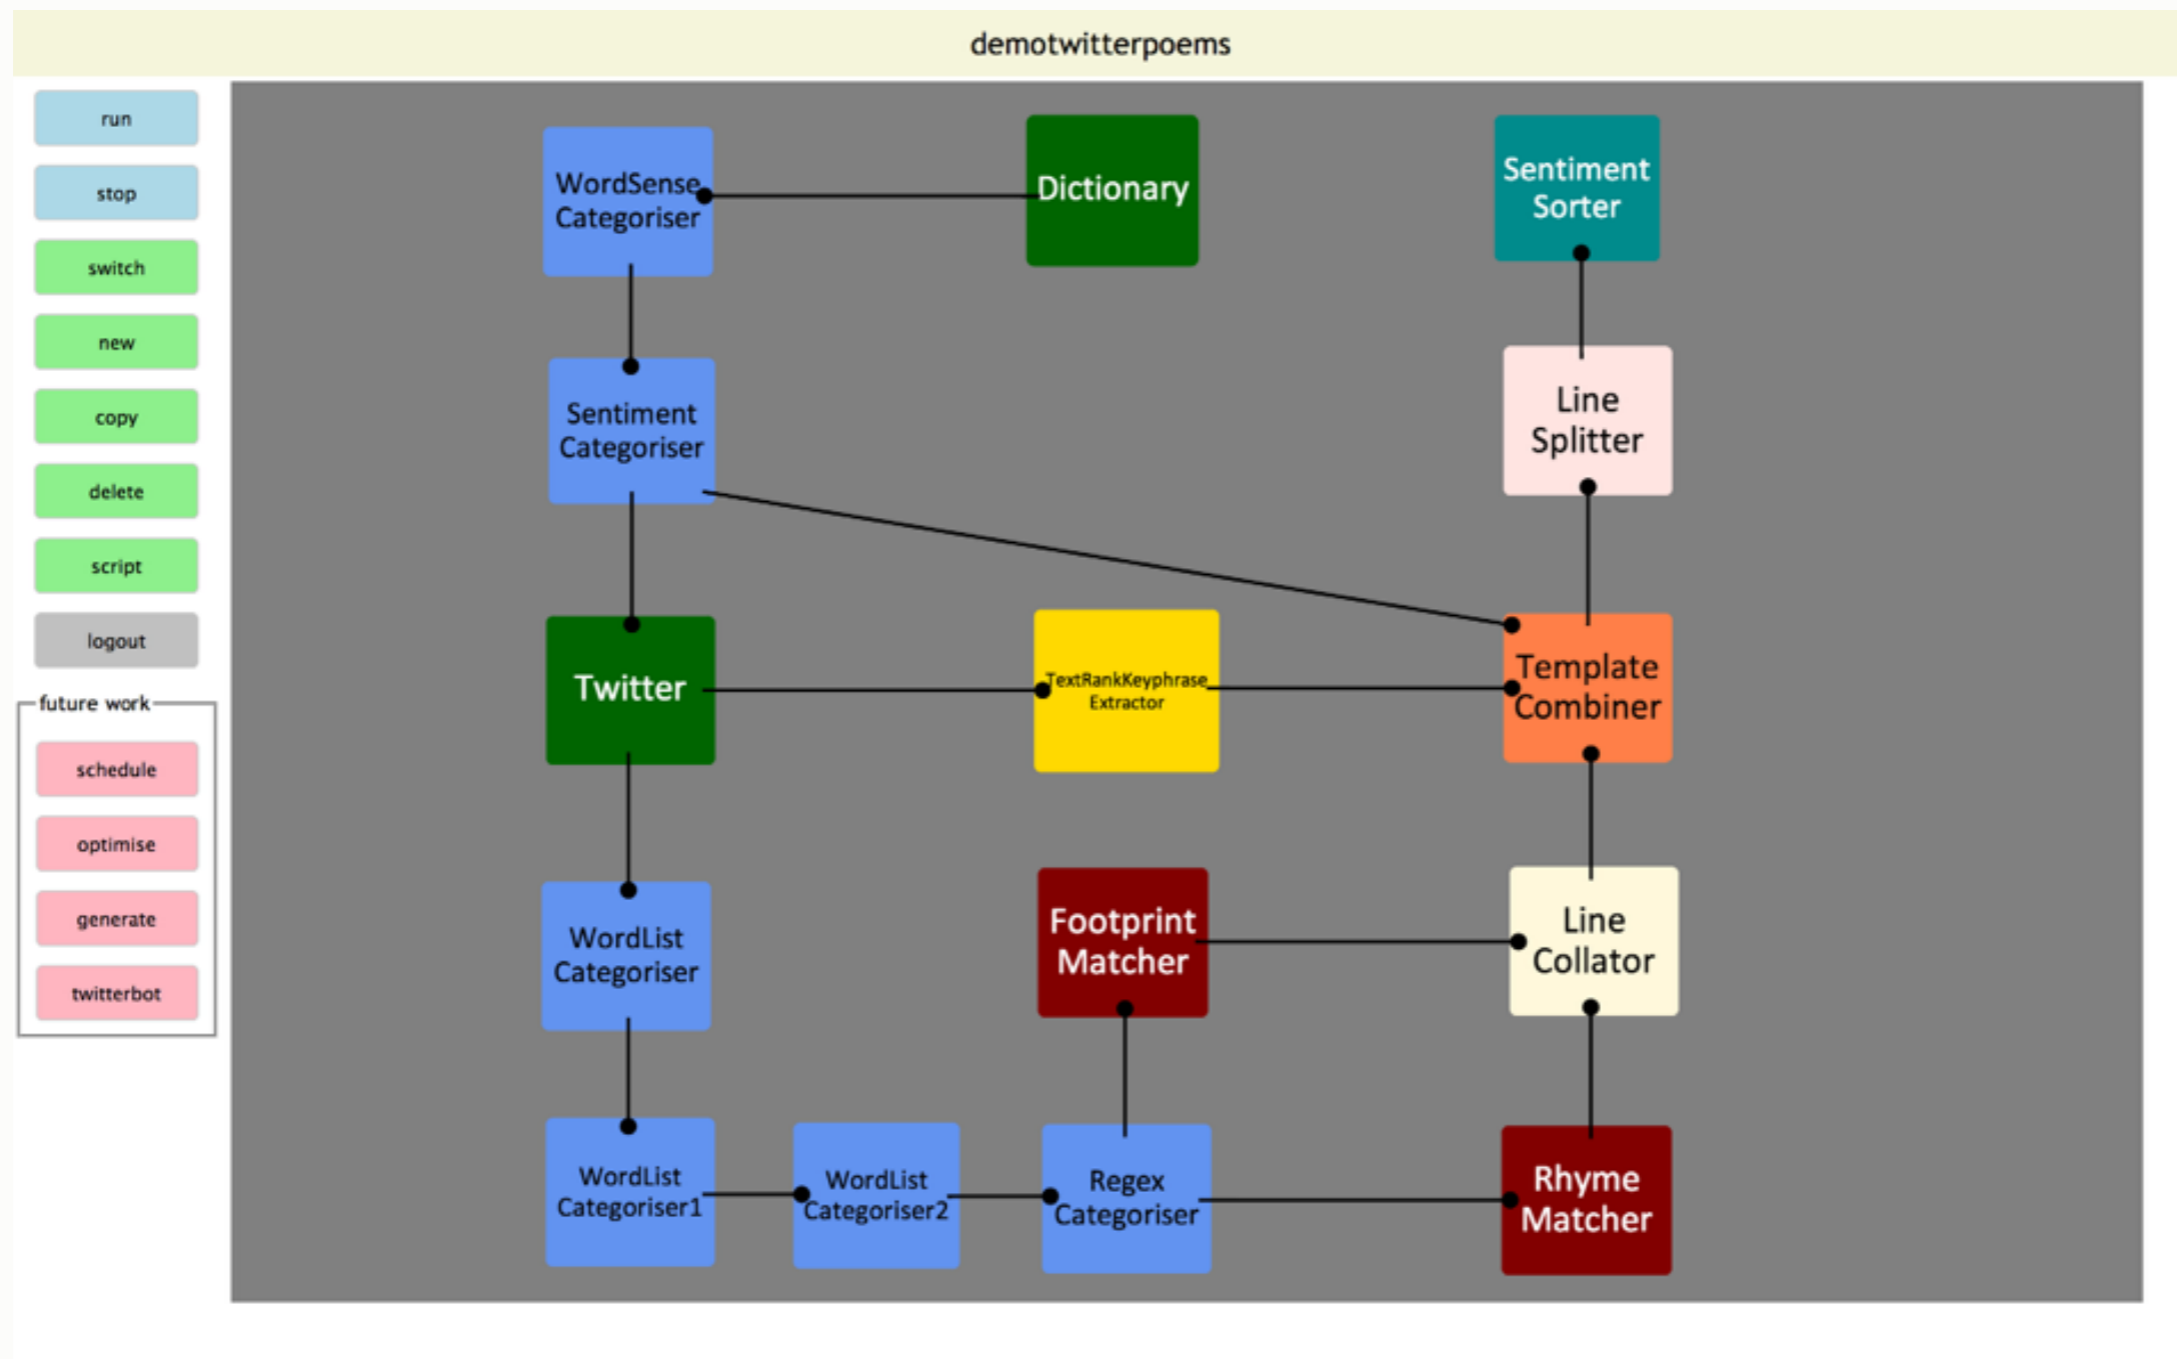 demotwitterpoems
run
stop
switch
new
copy
delete
script
logout
future work
schedule
optimise
generate
twitterbot
WordSense
Categoriser
Dictionary
Sentiment
Sorter
Sentiment
Categoriser
Line
Splitter
Twitter
TextRankKeyphrase
Extractor
Template
Combiner
WordList
Categoriser
Footprint
Matcher
Line
Collator
WordList
Categoriser1
WordList
Categoriser2
Regex
Categoriser
Rhyme
Matcher